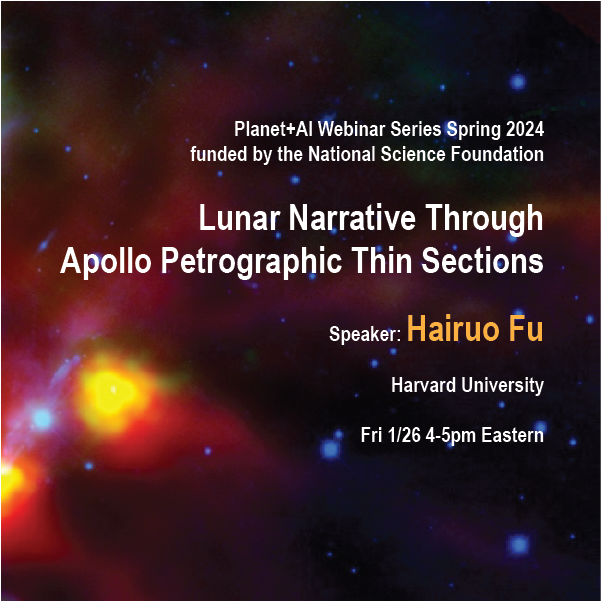 Planet+AI Webinar Series Spring 2024
funded by the National Science Foundation
Lunar Narrative Through
Apollo Petrographic Thin Sections
Speaker: Hairuo Fu
Harvard University
Fri 1/26 4-5pm Eastern